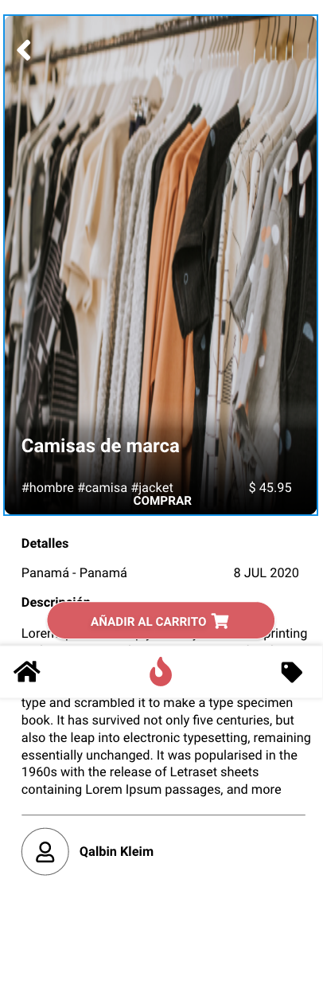 Camisas de marca
#hombre #camisa #jacket
$ 45.95
COMPRAR
Detalles
Panamá - Panamá
8 JUL 2020
Descripción
AÑADIR AL CARRITO
Lorem printing
type and scrambled it to make a type specimen
book. It has survived not only five centuries, but
also the leap into electronic typesetting, remaining
essentially unchanged. It was popularised in the
1960s with the release of Letraset sheets
containing Lorem Ipsum passages, and more
Qalbin Kleim